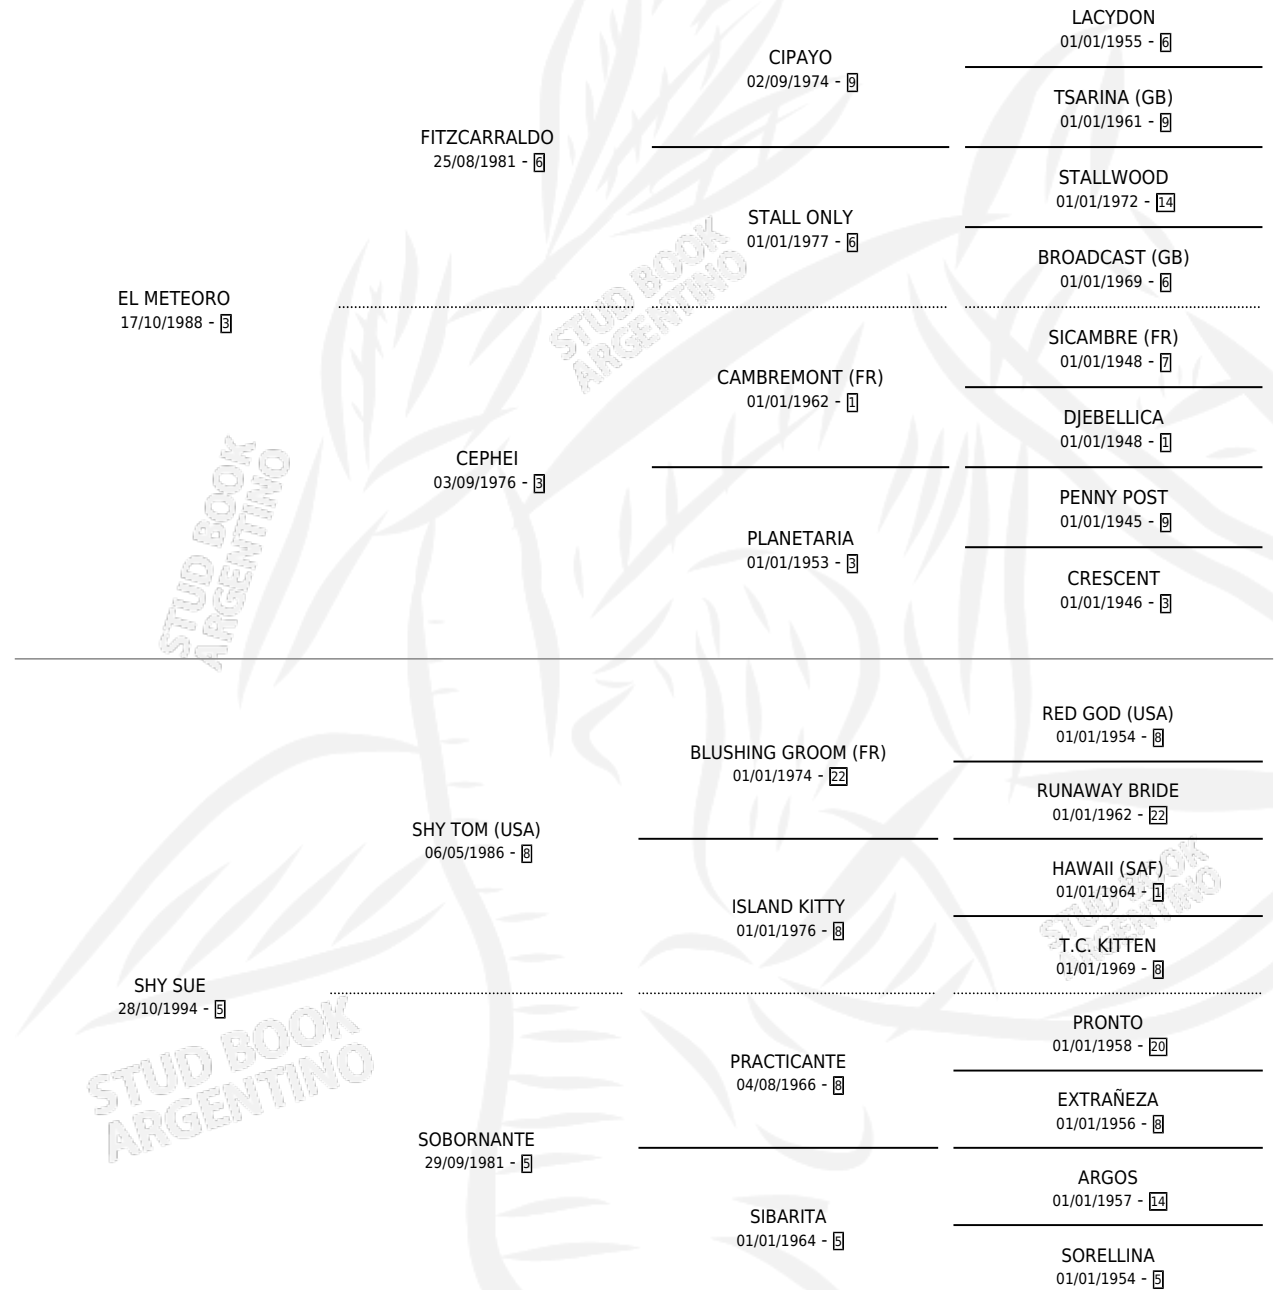 LACYDON
01/01/1955 - 6
CIPAYO
02/09/1974 - 9
TSARINA (GB)
01/01/1961 - 9
FITZCARRALDO
25/08/1981 - 6
STALLWOOD
01/01/1972 - 14
STALL ONLY
01/01/1977 - 6
BROADCAST (GB)
01/01/1969 - 6
EL METEORO
17/10/1988 - 3
STUD BOOK
ARGENTINO
SICAMBRE (FR)
01/01/1948 - 7
CAMBREMONT (FR)
01/01/1962 - 1
DJEBELLICA
01/01/1948 - 1
CEPHEI
03/09/1976 - 3
PENNY POST
01/01/1945 - 9
PLANETARIA
01/01/1953 - 3
CRESCENT
01/01/1946 - 3
STUD BOOK
ARGENTINO
RED GOD (USA)
01/01/1954 - 8
BLUSHING GROOM (FR)
01/01/1974 - 22
RUNAWAY BRIDE
01/01/1962 - 22
SHY TOM (USA)
06/05/1986 - 8
HAWAII (SAF)
01/01/1964 - 1
ISLAND KITTY
01/01/1976 - 8
T.C. KITTEN
01/01/1969 - 8
STUD BOOK
ARGENTINO
SHY SUE
28/10/1994 - 5
PRONTO
01/01/1958 - 20
PRACTICANTE
04/08/1966 - 8
EXTRAÑEZA
01/01/1956 - 8
STUD BOOK
ARGENTINO
SOBORNANTE
29/09/1981 - 5
ARGOS
01/01/1957 - 14
SIBARITA
01/01/1964 - 5
SORELLINA
01/01/1954 - 5